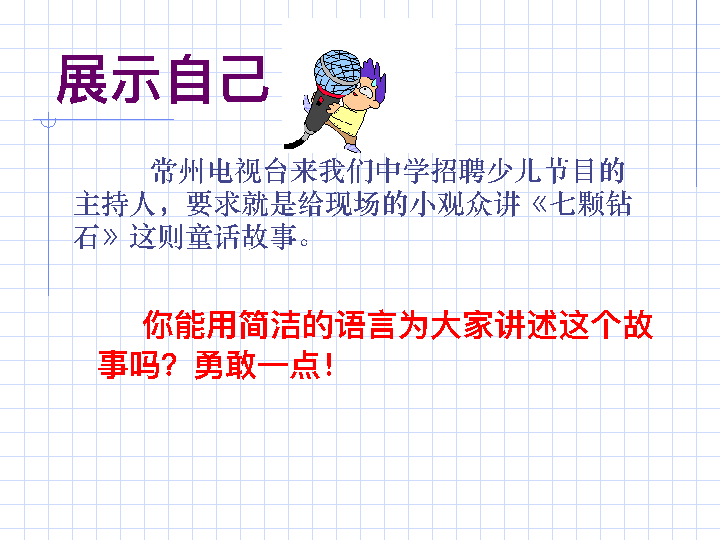 展示自己
常州电视台来我们中学招聘少儿节目的
主持人，要求就是给现场的小观众讲《七颗钻
石》这则童话故事。
你能用简洁的语言为大家讲述这个故
事吗？勇敢一点！